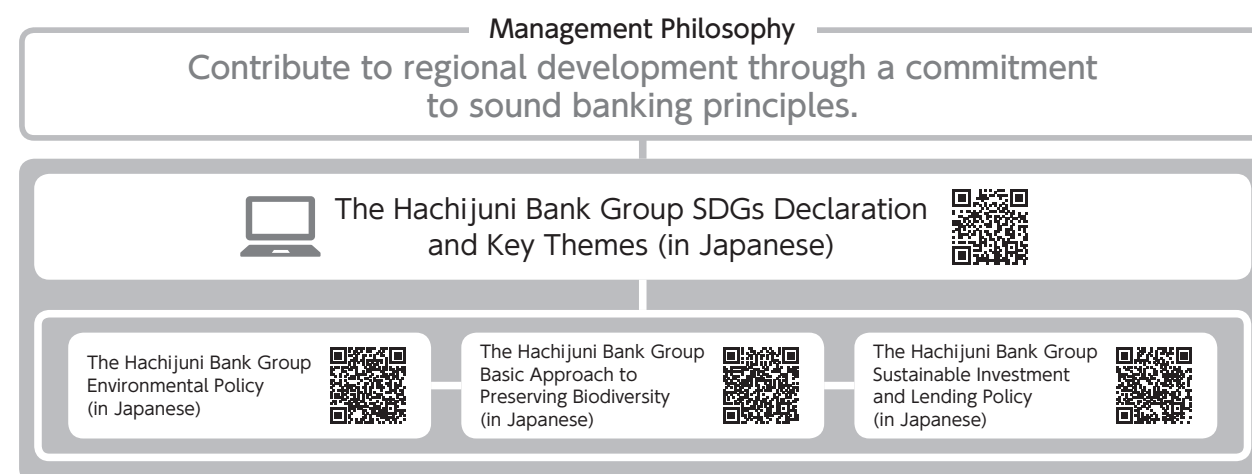 Management Philosophy
Contribute to regional development through a commitment
to sound banking principles.
The Hachijuni Bank Group SDGs Declaration
and Key Themes (in Japanese)
The Hachijuni Bank Group
Environmental Policy
(in Japanese)
The Hachijuni Bank Group
Basic Approach to
Preserving Biodiversity
(in Japanese)
The Hachijuni Bank Group
Sustainable Investment
and Lending Policy
(in Japanese)